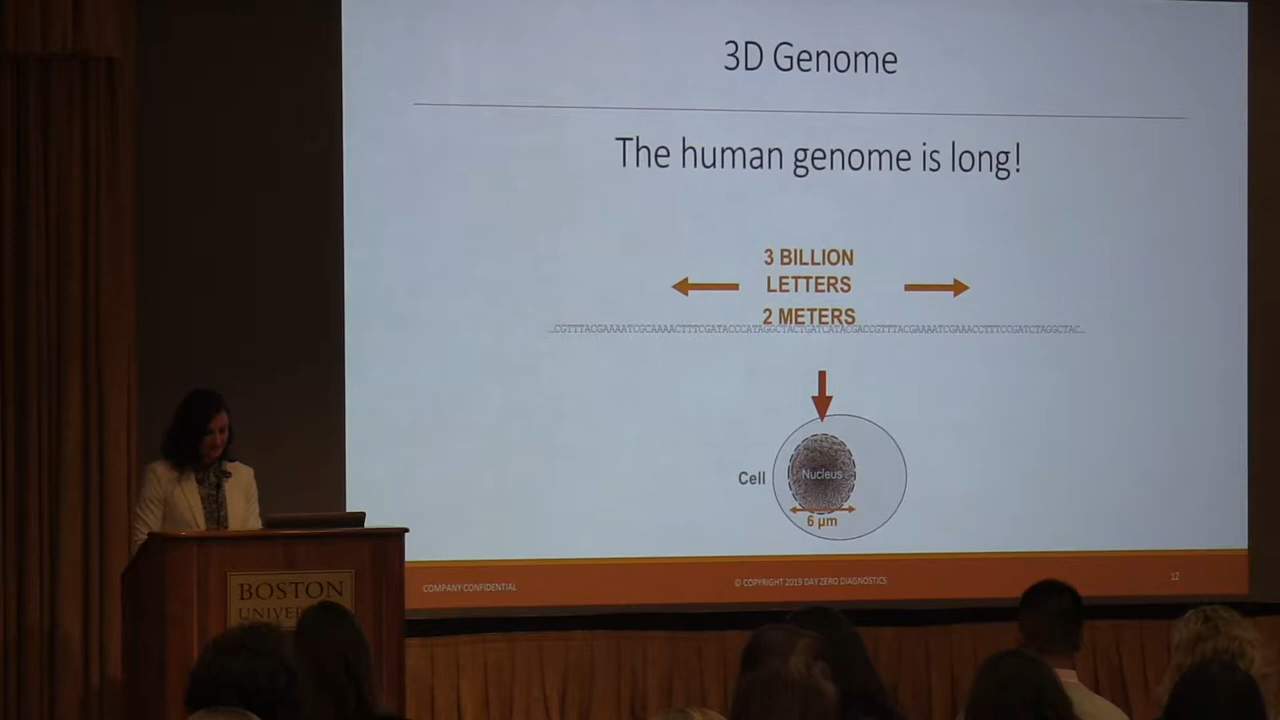 3D Genome
The human genome is long!
3 BILLION
LETTERS
2 METERS
Cell
Nucleus
6 µm
COMPANY CONFIDENTIAL
© COPYRIGHT 2019 DAY ZERO DIAGNOSTICS
12
BOSTON